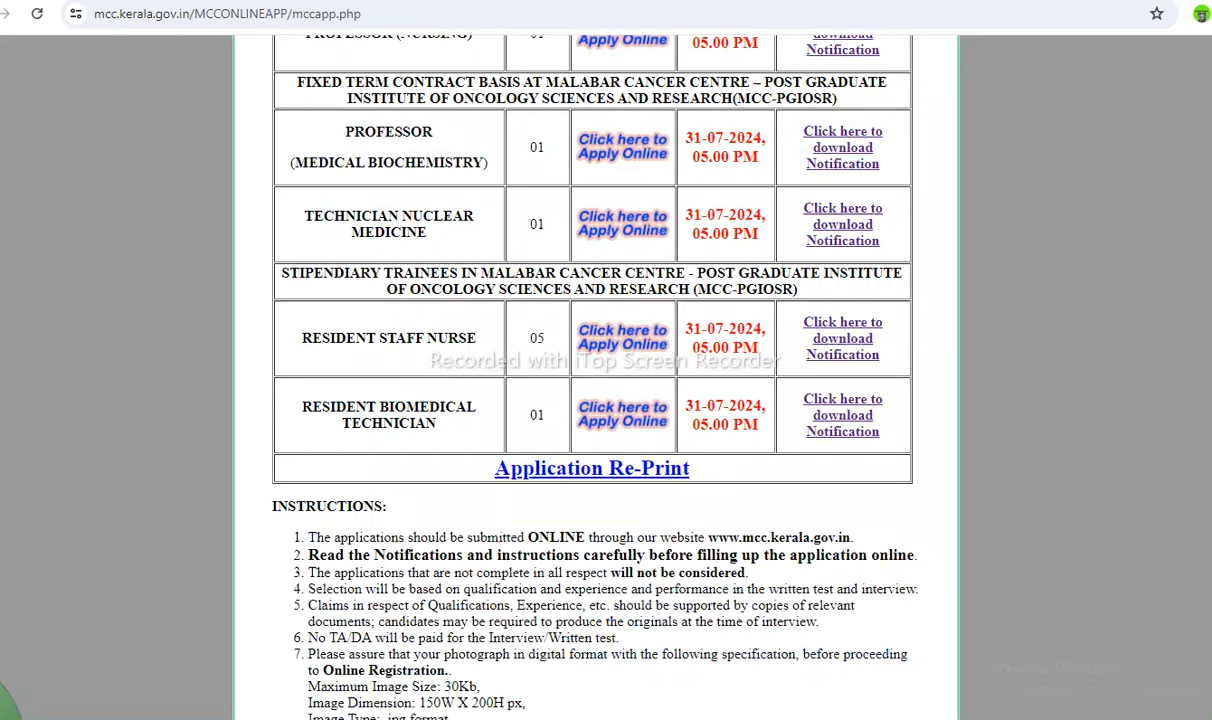 mcc.kerala.gov.in/MCCONLINEAPP/mccapp.php
PROFESSOR (NURSING)
01
Apply Online
05.00 PM
download
Notification
FIXED TERM CONTRACT BASIS AT MALABAR CANCER CENTRE – POST GRADUATE
INSTITUTE OF ONCOLOGY SCIENCES AND RESEARCH(MCC-PGIOSR)
PROFESSOR
(MEDICAL BIOCHEMISTRY)
01
Click here to
Apply Online
31-07-2024,
05.00 PM
Click here to
download
Notification
TECHNICIAN NUCLEAR
MEDICINE
01
Click here to
Apply Online
31-07-2024,
05.00 PM
Click here to
download
Notification
STIPENDIARY TRAINEES IN MALABAR CANCER CENTRE - POST GRADUATE INSTITUTE
OF ONCOLOGY SCIENCES AND RESEARCH (MCC-PGIOSR)
RESIDENT STAFF NURSE
05
Click here to
Apply Online
31-07-2024,
05.00 PM
Click here to
download
Notification
Recorded with iTop Screen Recorder
RESIDENT BIOMEDICAL
TECHNICIAN
01
Click here to
Apply Online
31-07-2024,
05.00 PM
Click here to
download
Notification
Application Re-Print
INSTRUCTIONS:
1. The applications should be submitted ONLINE through our website www.mcc.kerala.gov.in.
2. Read the Notifications and instructions carefully before filling up the application online.
3. The applications that are not complete in all respect will not be considered.
4. Selection will be based on qualification and experience and performance in the written test and interview.
5. Claims in respect of Qualifications, Experience, etc. should be supported by copies of relevant
documents; candidates may be required to produce the originals at the time of interview.
6. No TA/DA will be paid for the Interview/Written test.
7. Please assure that your photograph in digital format with the following specification, before proceeding
to Online Registration..
Maximum Image Size: 30Kb,
Image Dimension: 150W X 200H px,
Image Type: .jpg format